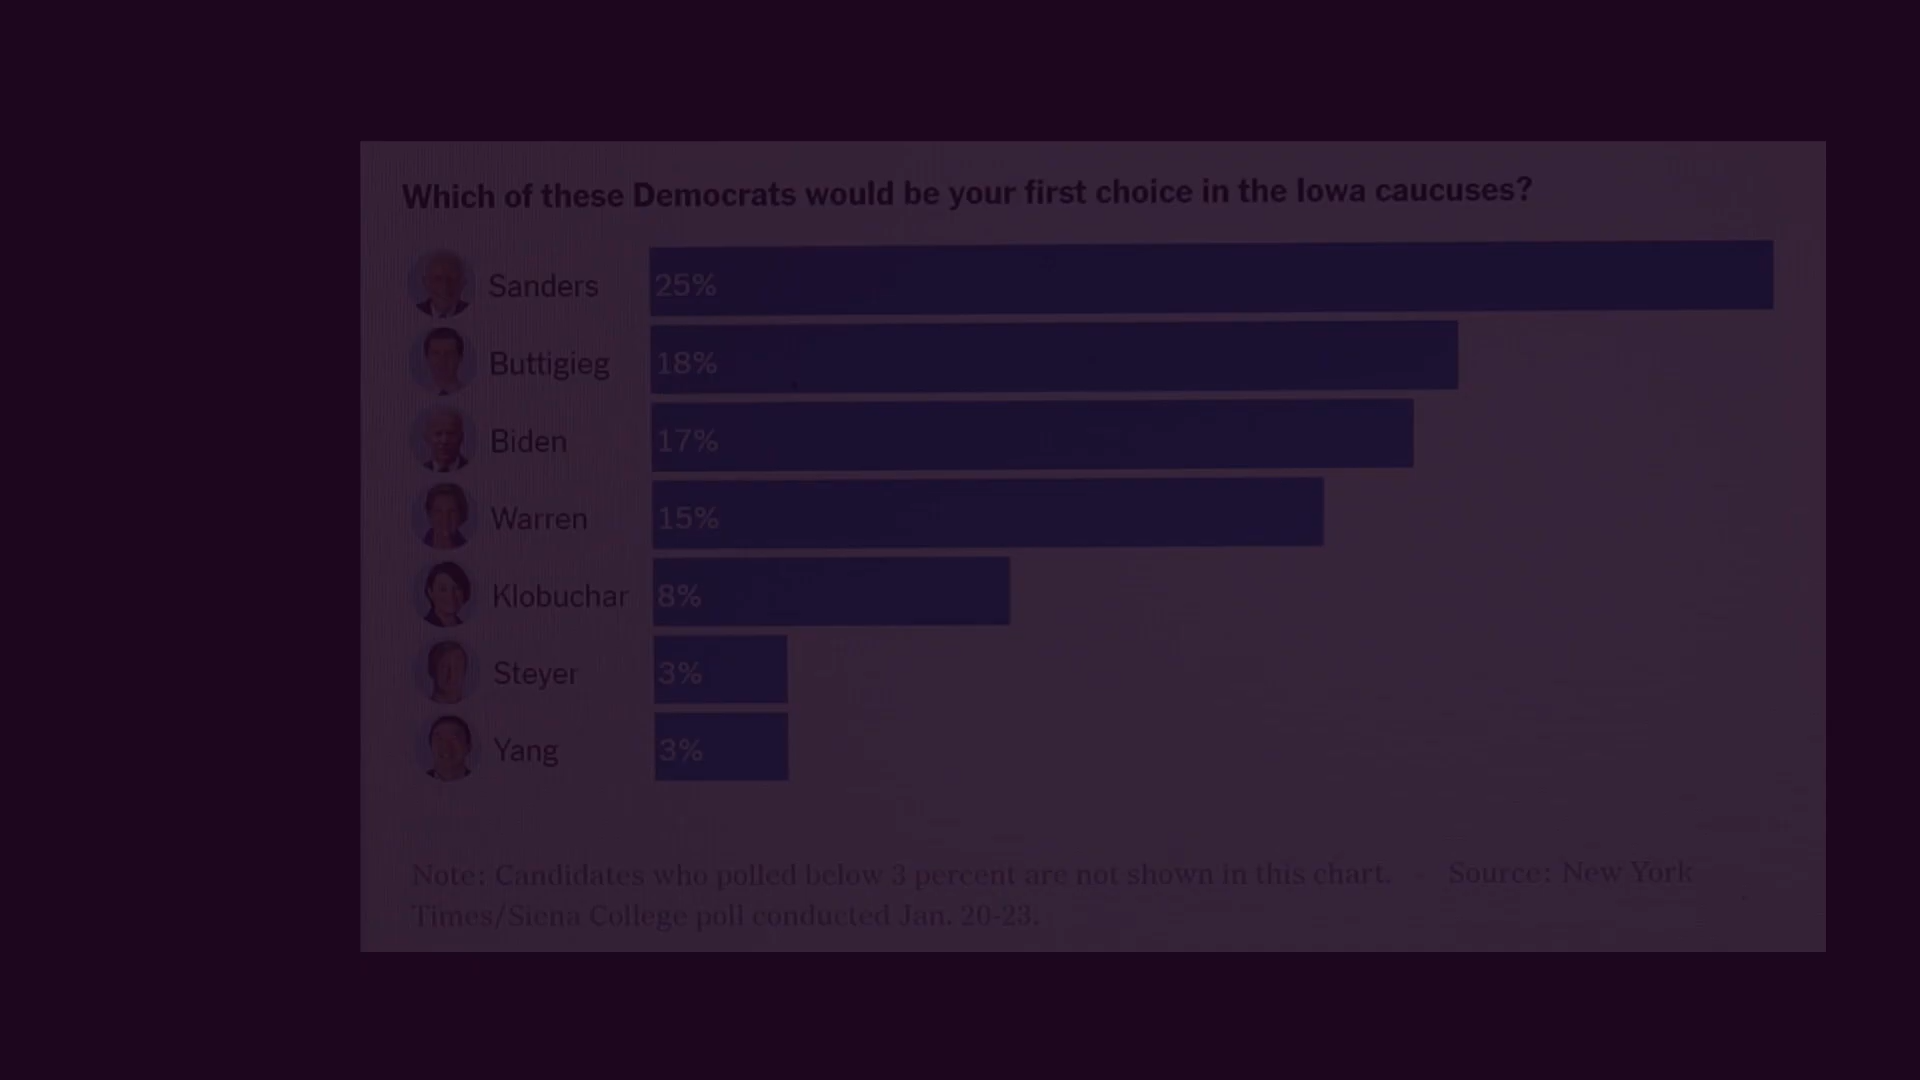 Which of these Democrats would be your first choice in the Iowa caucuses?
Sanders 25%
Buttigieg 18%
Biden 17%
Warren 15%
Klobuchar 8%
Steyer 3%
Yang 3%
Note: Candidates who polled below 3 percent are not shown in this chart. · Source: New York
Times/Siena College poll conducted Jan. 20-23.